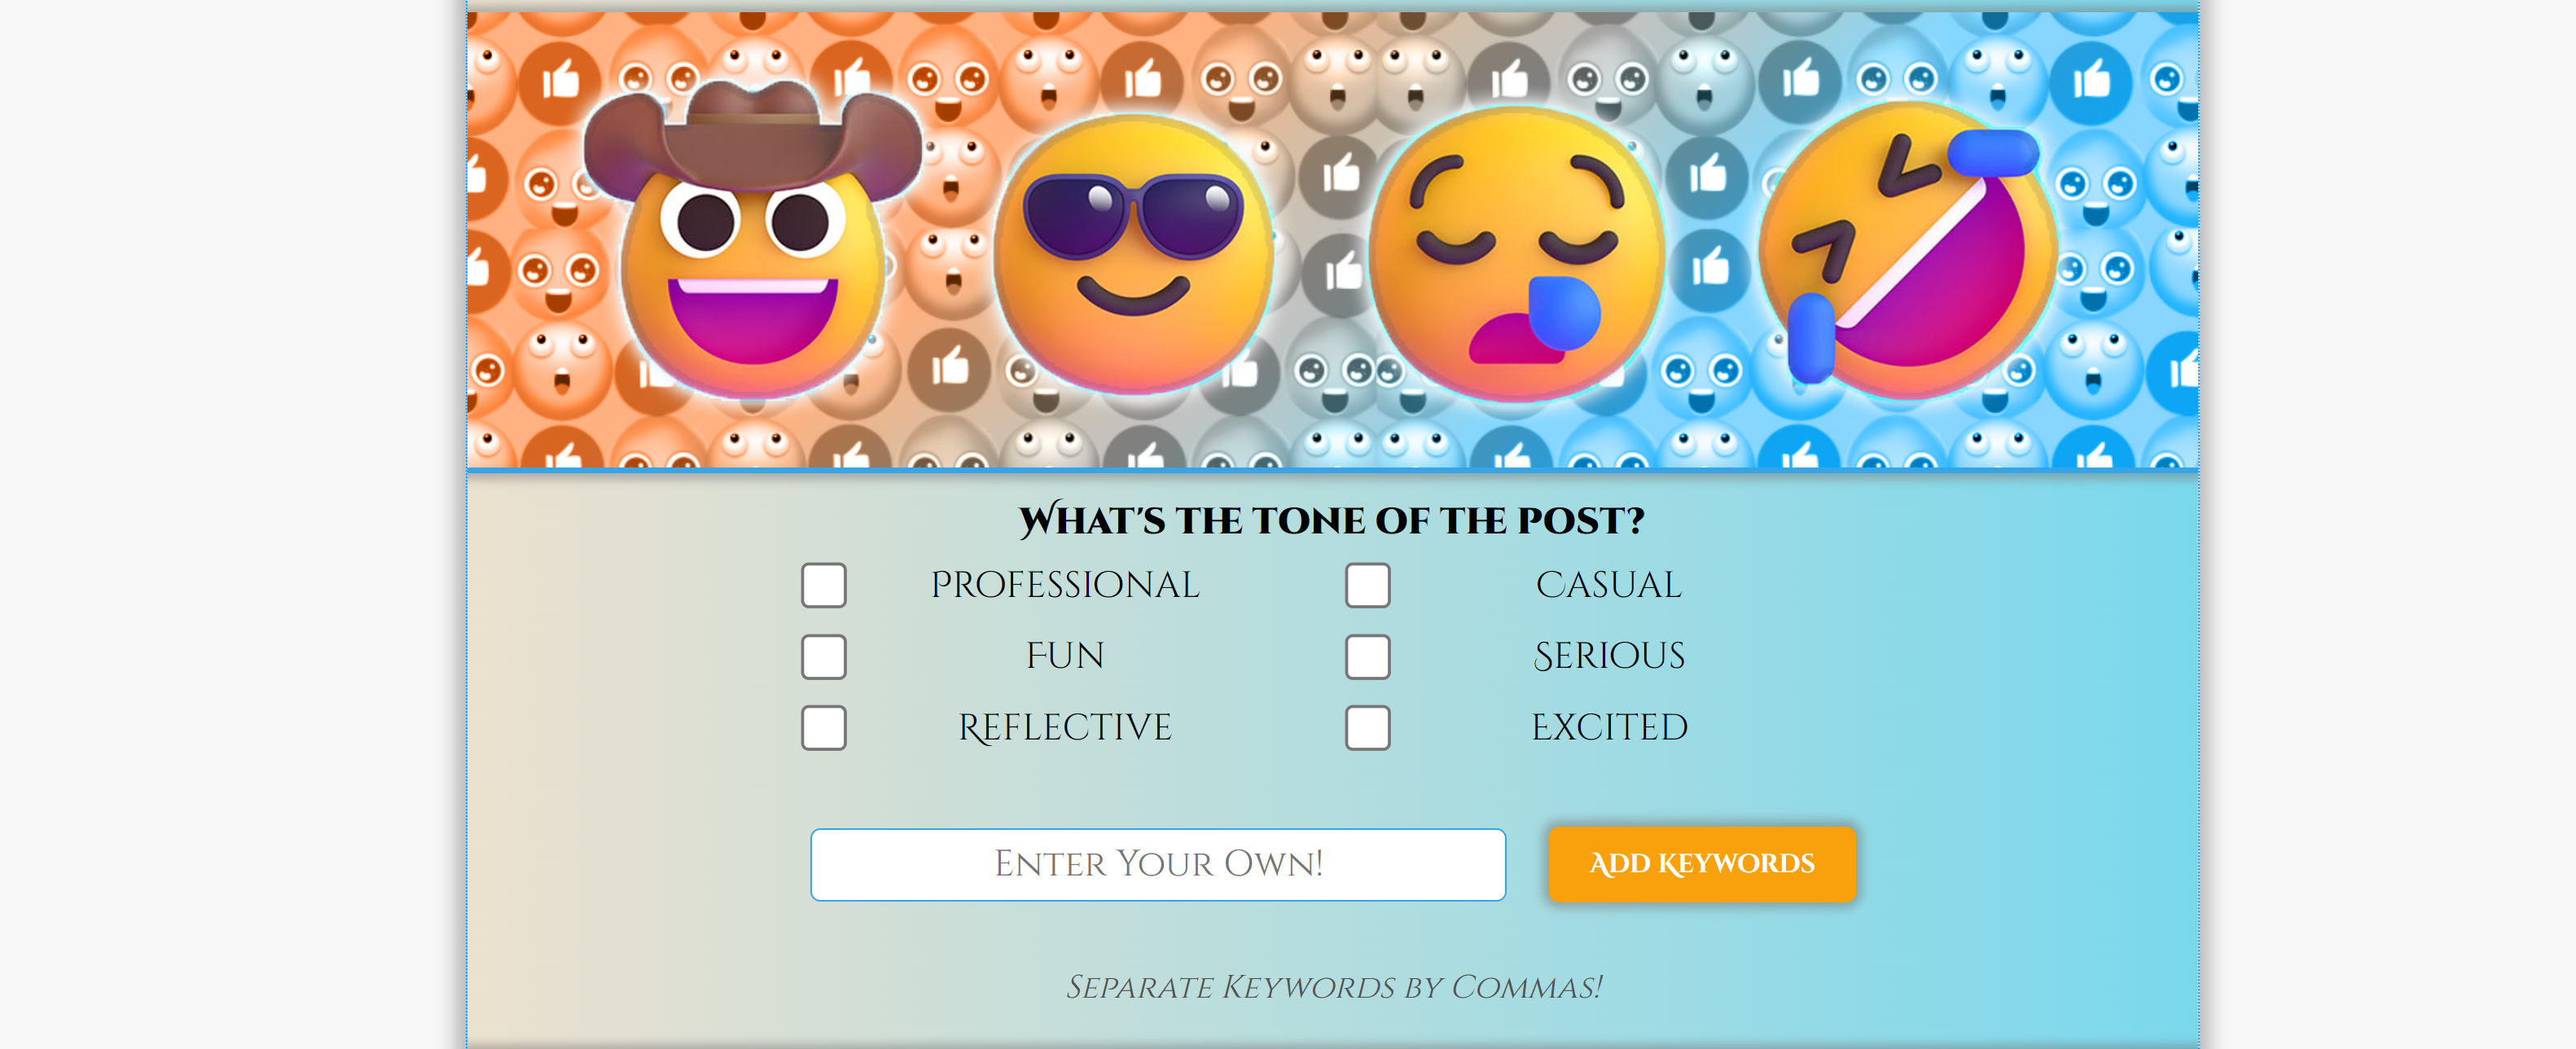 What's the tone of the post?
Professional
Casual
Fun
Serious
Reflective
Excited
Enter Your Own!
Add Keywords
Separate Keywords by Commas!